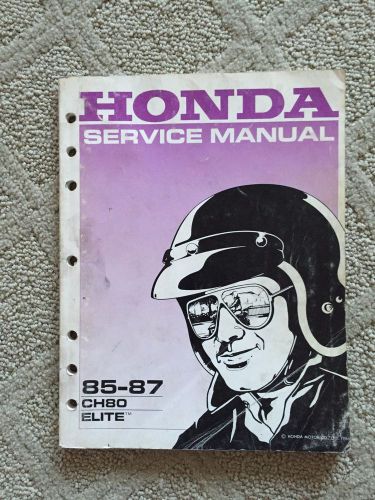 HONDA
SERVICE MANUAL
85-87
CH80
ELITE™
© HONDA MOTOR CO., LTD.